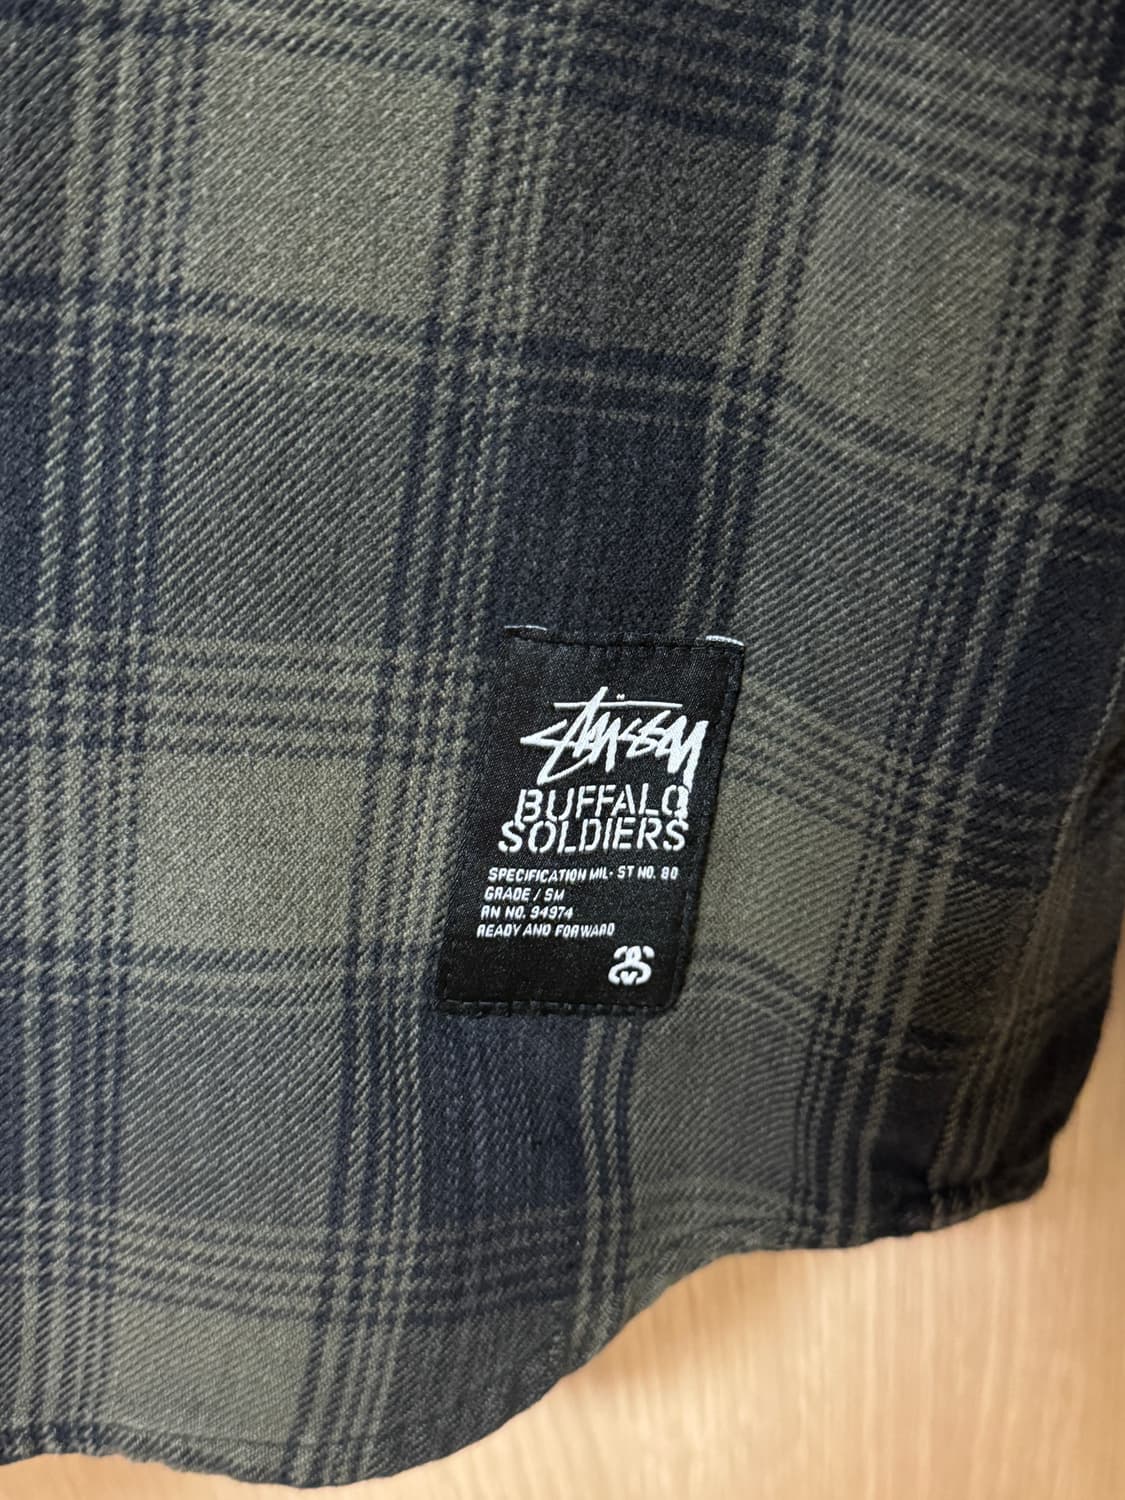 Stüssy
BUFFALO
SOLDIERS
SPECIFICATION MIL- ST NO. 80
GRADE / SM
RN NO. 94974
READY AND FORWARD